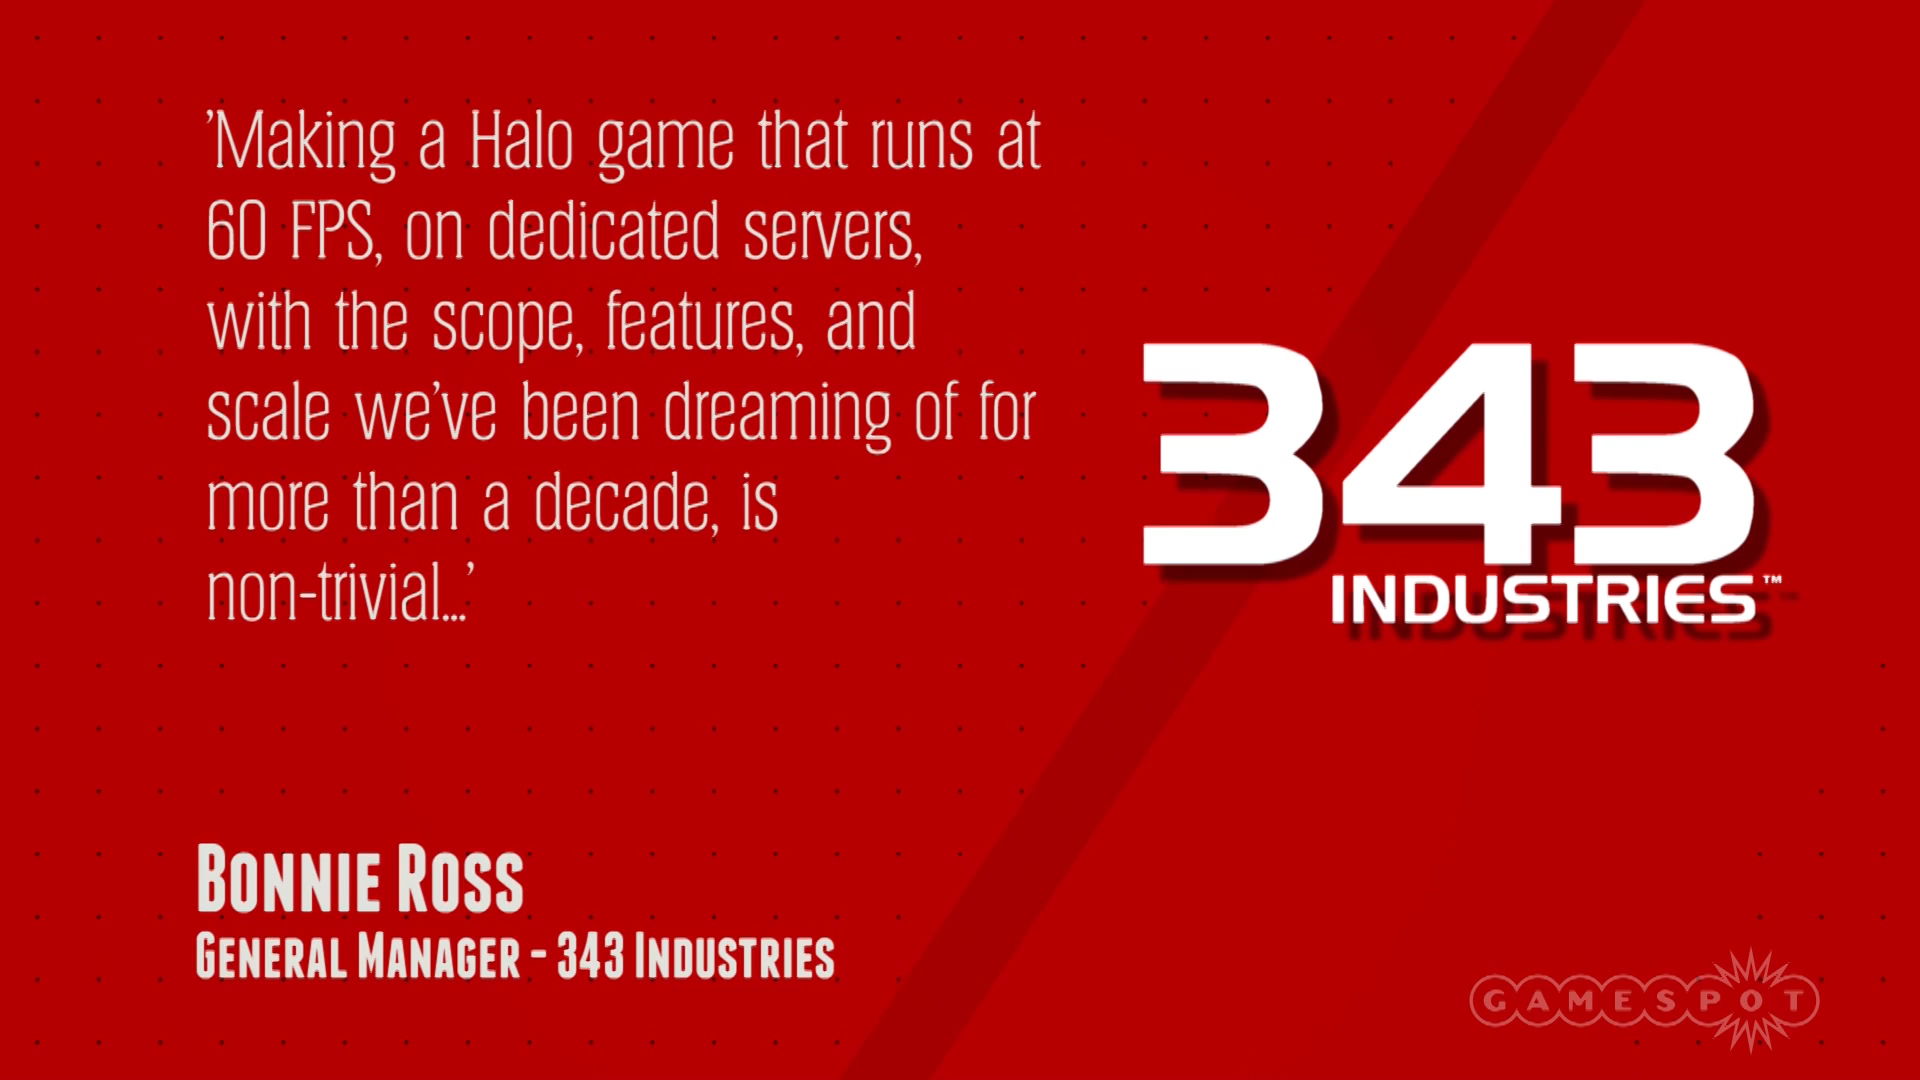 'Making a Halo game that runs at
60 FPS, on dedicated servers,
with the scope, features, and
scale we've been dreaming of for
more than a decade, is
non-trivial...'
343
INDUSTRIES™
BONNIE ROSS
GENERAL MANAGER - 343 INDUSTRIES
GAMESPOT